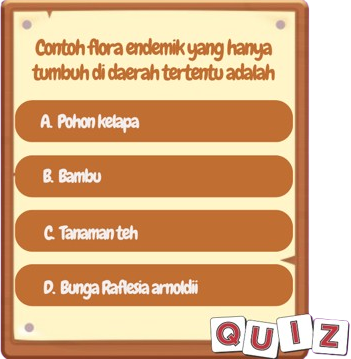 Contoh flora endemik yang hanya
tumbuh di daerah tertentu adalah
A. Pohon kelapa
B. Bambu
C. Tanaman teh
D. Bunga Raflesia arnoldii
QUIZ